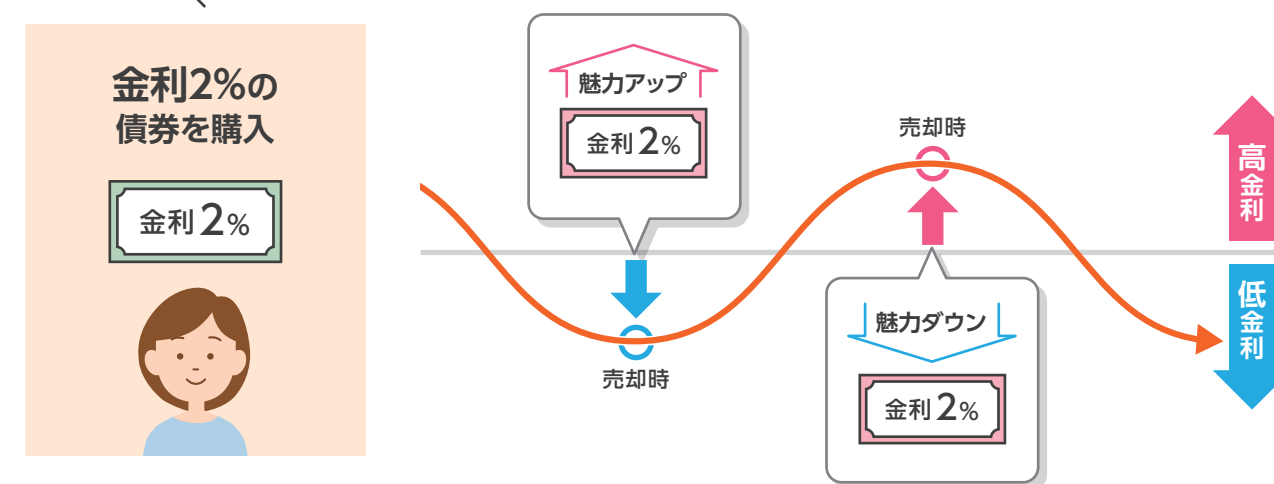 金利2%の
債券を購入
金利2%
魅力アップ
金利2%
売却時
売却時
魅力ダウン
金利2%
高金利
低金利